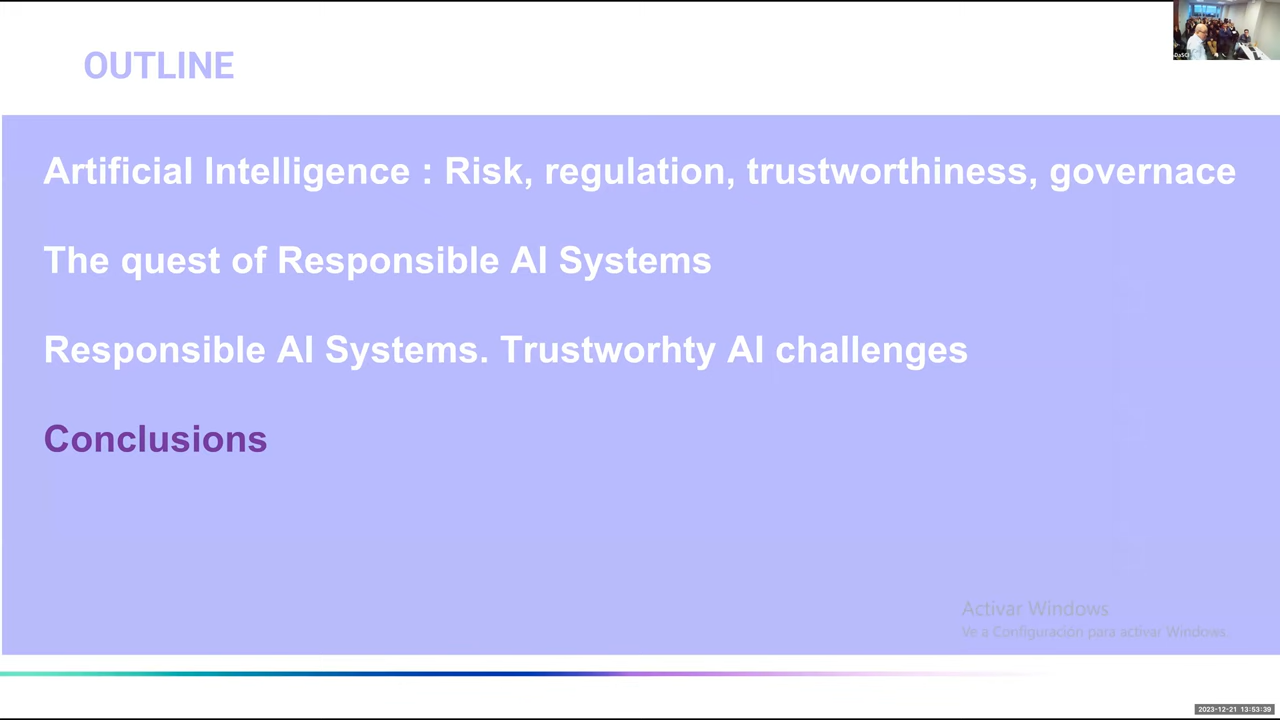 OUTLINE
Artificial Intelligence : Risk, regulation, trustworthiness, governace
The quest of Responsible AI Systems
Responsible AI Systems. Trustworhty AI challenges
Conclusions
Activar Windows
Ve a Configuración para activar Windows.
DaSCI
2023-12-21 13:53:39